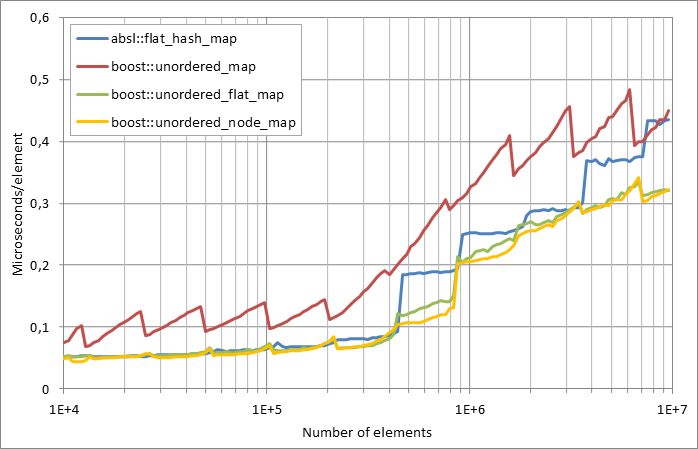 0,6
0,5
0,4
0,3
0,2
0,1
0
Microseconds/element
absl::flat_hash_map
boost::unordered_map
boost::unordered_flat_map
boost::unordered_node_map
1E+4 1E+5 1E+6 1E+7
Number of elements